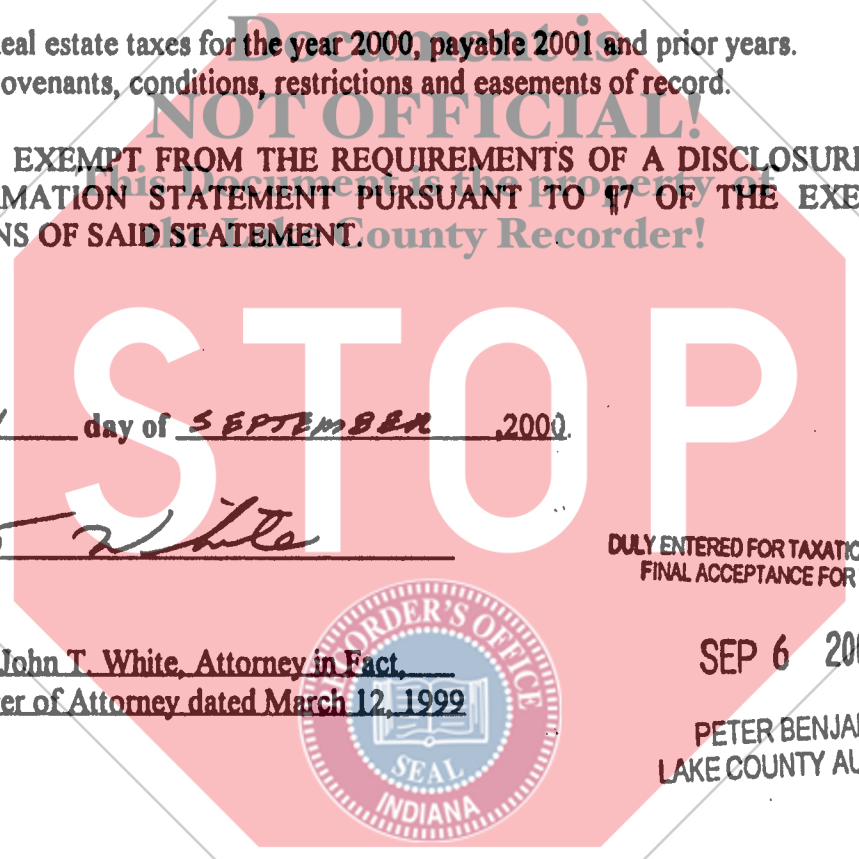 Document is
eal estate taxes for the year 2000, payable 2001 and prior years.
ovenants, conditions, restrictions and easements of record.
NOT OFFICIAL!
EXEMPT FROM THE REQUIREMENTS OF A DISCLOSURE
This Document is the property of
MATION STATEMENT PURSUANT TO ¶7 OF THE EXE
the Lake County Recorder!
NS OF SAID STATEMENT.
STOP
day of SEPTEMBER ,2000.
T White
DULY ENTERED FOR TAXATIO
FINAL ACCEPTANCE FOR
RECORDER'S OFFICE
John T. White, Attorney in Fact,
er of Attorney dated March 12, 1999
SEP 6 200
SEAL
INDIANA
PETER BENJA
LAKE COUNTY AU